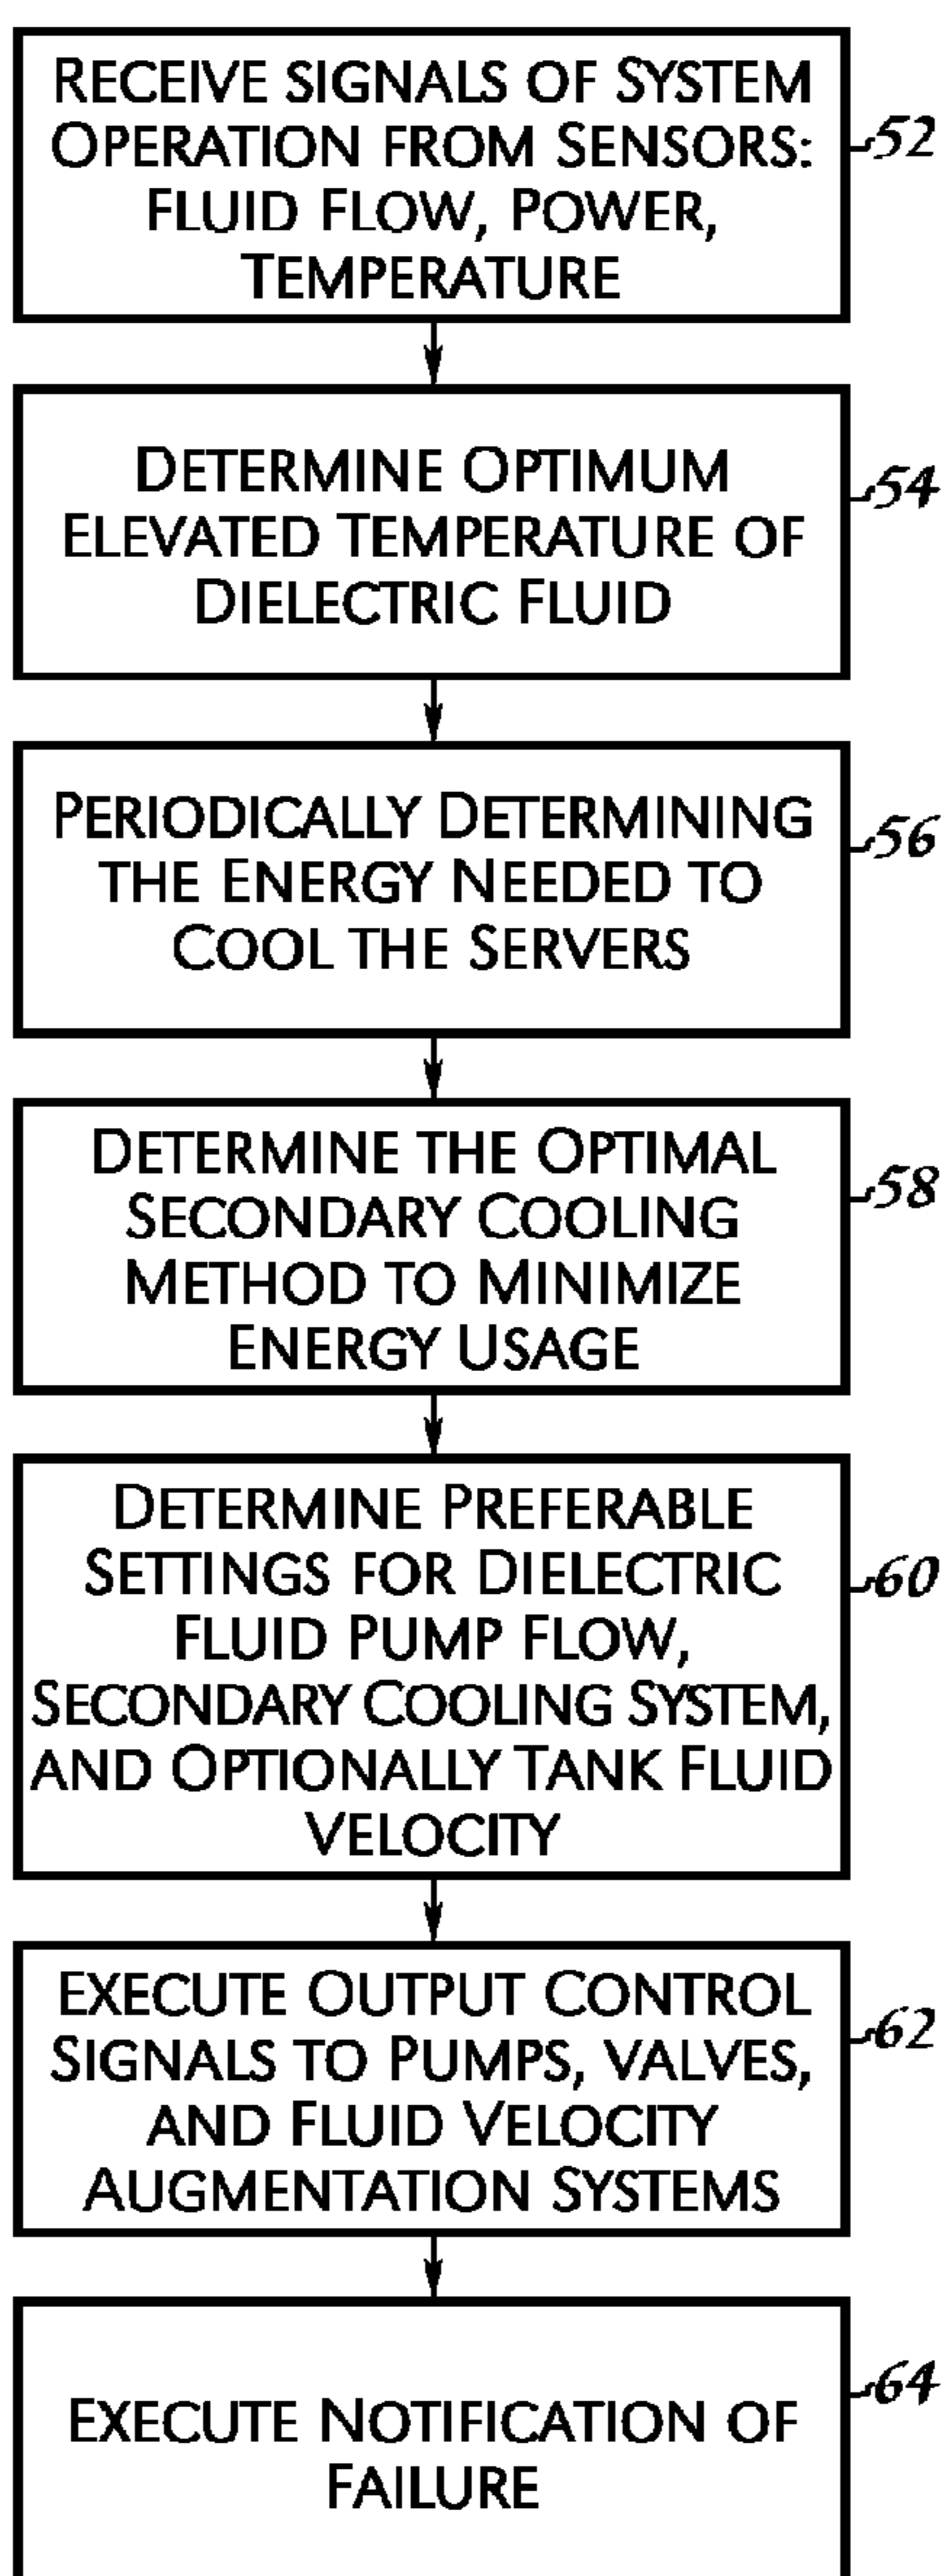 RECEIVE SIGNALS OF SYSTEM
OPERATION FROM SENSORS:
FLUID FLOW, POWER,
TEMPERATURE
52
DETERMINE OPTIMUM
ELEVATED TEMPERATURE OF
DIELECTRIC FLUID
54
PERIODICALLY DETERMINING
THE ENERGY NEEDED TO
COOL THE SERVERS
56
DETERMINE THE OPTIMAL
SECONDARY COOLING
METHOD TO MINIMIZE
ENERGY USAGE
58
DETERMINE PREFERABLE
SETTINGS FOR DIELECTRIC
FLUID PUMP FLOW,
SECONDARY COOLING SYSTEM,
AND OPTIONALLY TANK FLUID
VELOCITY
60
EXECUTE OUTPUT CONTROL
SIGNALS TO PUMPS, VALVES,
AND FLUID VELOCITY
AUGMENTATION SYSTEMS
62
EXECUTE NOTIFICATION OF
FAILURE
64